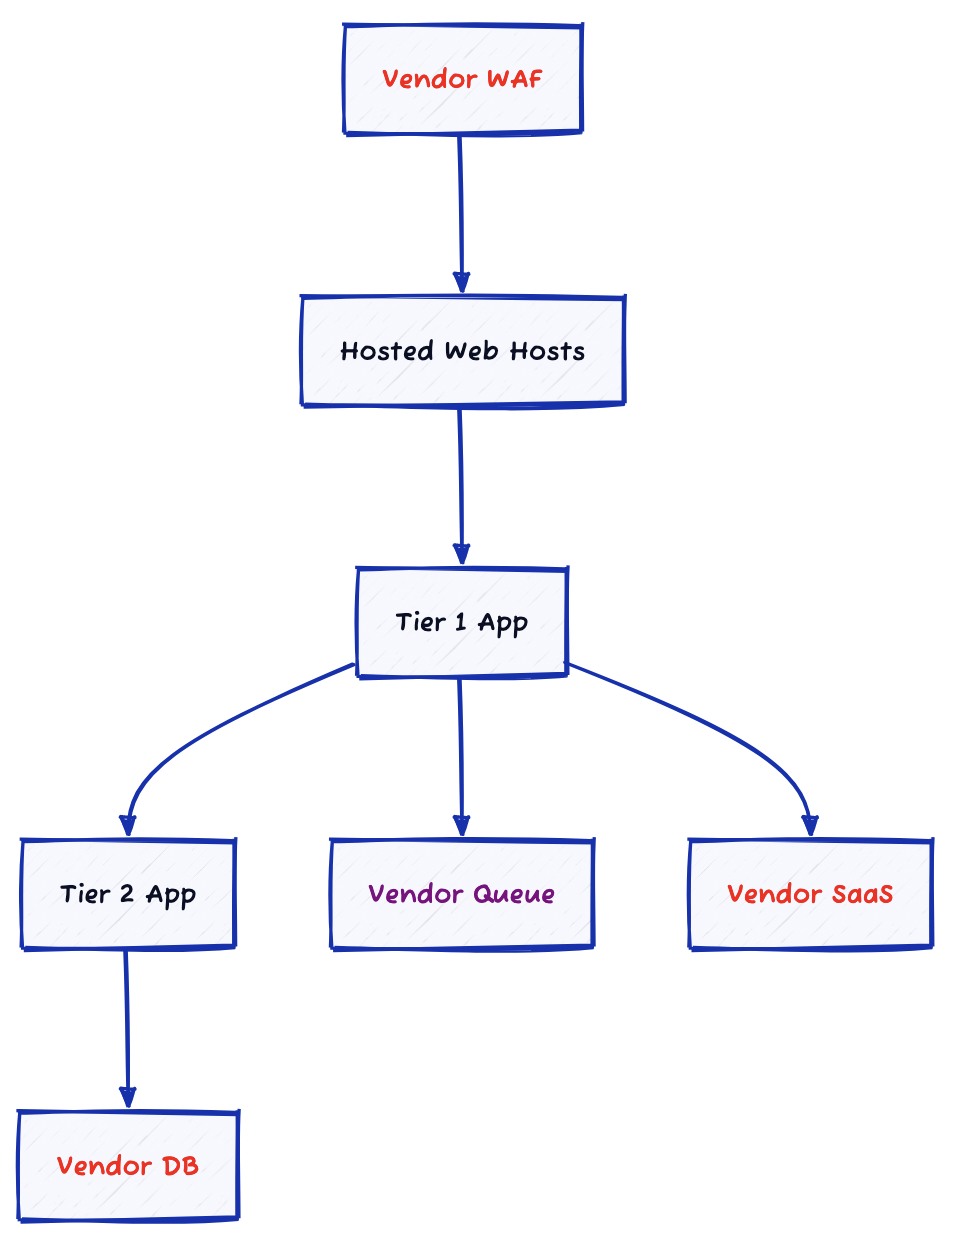 Vendor WAF
Hosted Web Hosts
Tier 1 App
Tier 2 App
Vendor Queue
Vendor SaaS
Vendor DB